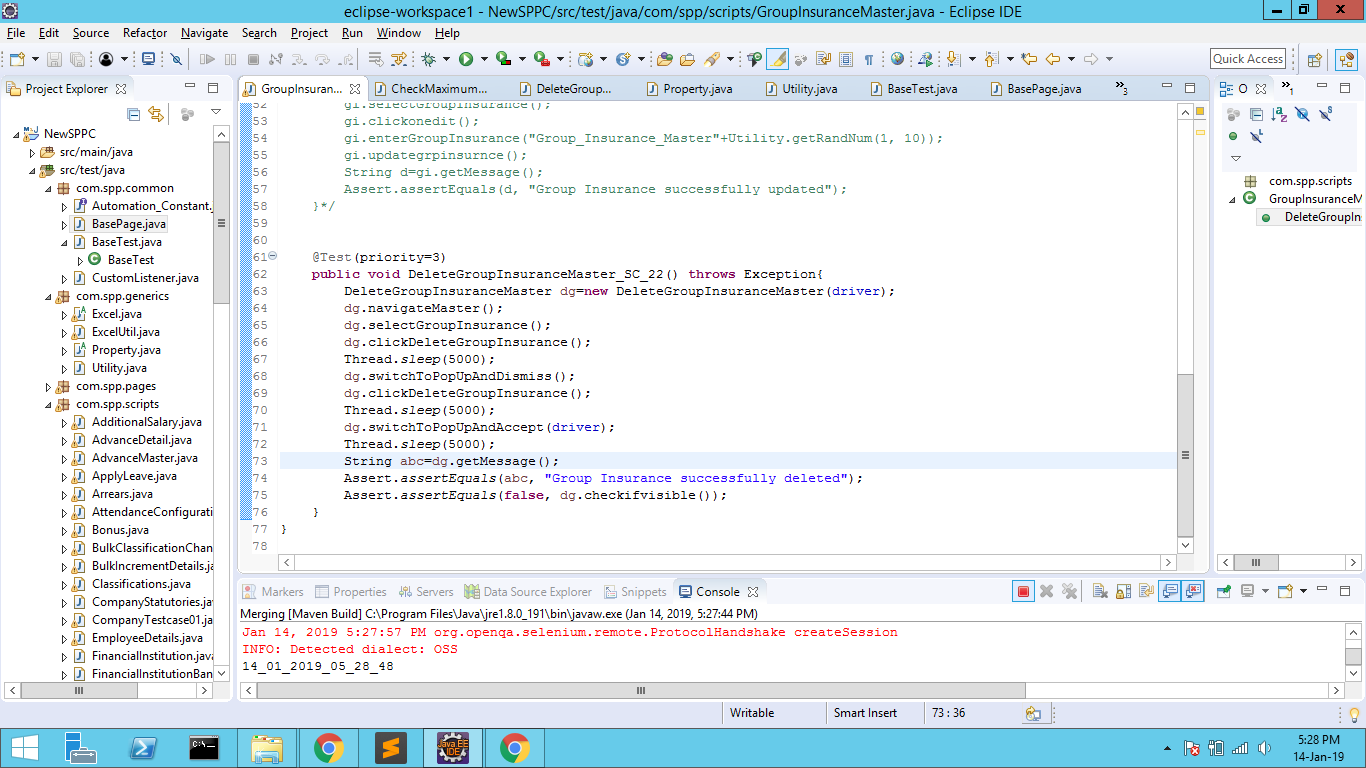 eclipse-workspace1 - NewSPPC/src/test/java/com/spp/scripts/GroupInsuranceMaster.java - Eclipse IDE
File Edit Source Refactor Navigate Search Project Run Window Help
Quick Access
Project Explorer
GroupInsuran... CheckMaximum... DeleteGroup... Property.java Utility.java BaseTest.java BasePage.java 3
O 1
NewSPPC
src/main/java
src/test/java
com.spp.common
Automation_Constant.
BasePage.java
BaseTest.java
BaseTest
CustomListener.java
com.spp.generics
Excel.java
ExcelUtil.java
Property.java
Utility.java
com.spp.pages
com.spp.scripts
AdditionalSalary.java
AdvanceDetail.java
AdvanceMaster.java
ApplyLeave.java
Arrears.java
AttendanceConfigurati
Bonus.java
BulkClassificationChan
BulkIncrementDetails.ja
Classifications.java
CompanyStatutories.jav
CompanyTestcase01.ja
EmployeeDetails.java
FinancialInstitution.java
FinancialInstitutionBan
52 gi.selectGroupInsurance();
53 gi.clickonedit();
54 gi.enterGroupInsurance("Group_Insurance_Master"+Utility.getRandNum(1, 10));
55 gi.updategrpinsurnce();
56 String d=gi.getMessage();
57 Assert.assertEquals(d, "Group Insurance successfully updated");
58 }*/
59
60
61 @Test(priority=3)
62 public void DeleteGroupInsuranceMaster_SC_22() throws Exception{
63 DeleteGroupInsuranceMaster dg=new DeleteGroupInsuranceMaster(driver);
64 dg.navigateMaster();
65 dg.selectGroupInsurance();
66 dg.clickDeleteGroupInsurance();
67 Thread.sleep(5000);
68 dg.switchToPopUpAndDismiss();
69 dg.clickDeleteGroupInsurance();
70 Thread.sleep(5000);
71 dg.switchToPopUpAndAccept(driver);
72 Thread.sleep(5000);
73 String abc=dg.getMessage();
74 Assert.assertEquals(abc, "Group Insurance successfully deleted");
75 Assert.assertEquals(false, dg.checkifvisible());
76 }
77 }
78
com.spp.scripts
GroupInsuranceM
DeleteGroupIn
Markers Properties Servers Data Source Explorer Snippets Console
Merging [Maven Build] C:\Program Files\Java\jre1.8.0_191\bin\javaw.exe (Jan 14, 2019, 5:27:44 PM)
Jan 14, 2019 5:27:57 PM org.openqa.selenium.remote.ProtocolHandshake createSession
INFO: Detected dialect: OSS
14_01_2019_05_28_48
Writable Smart Insert 73 : 36
Java EE
IDE
5:28 PM
14-Jan-19